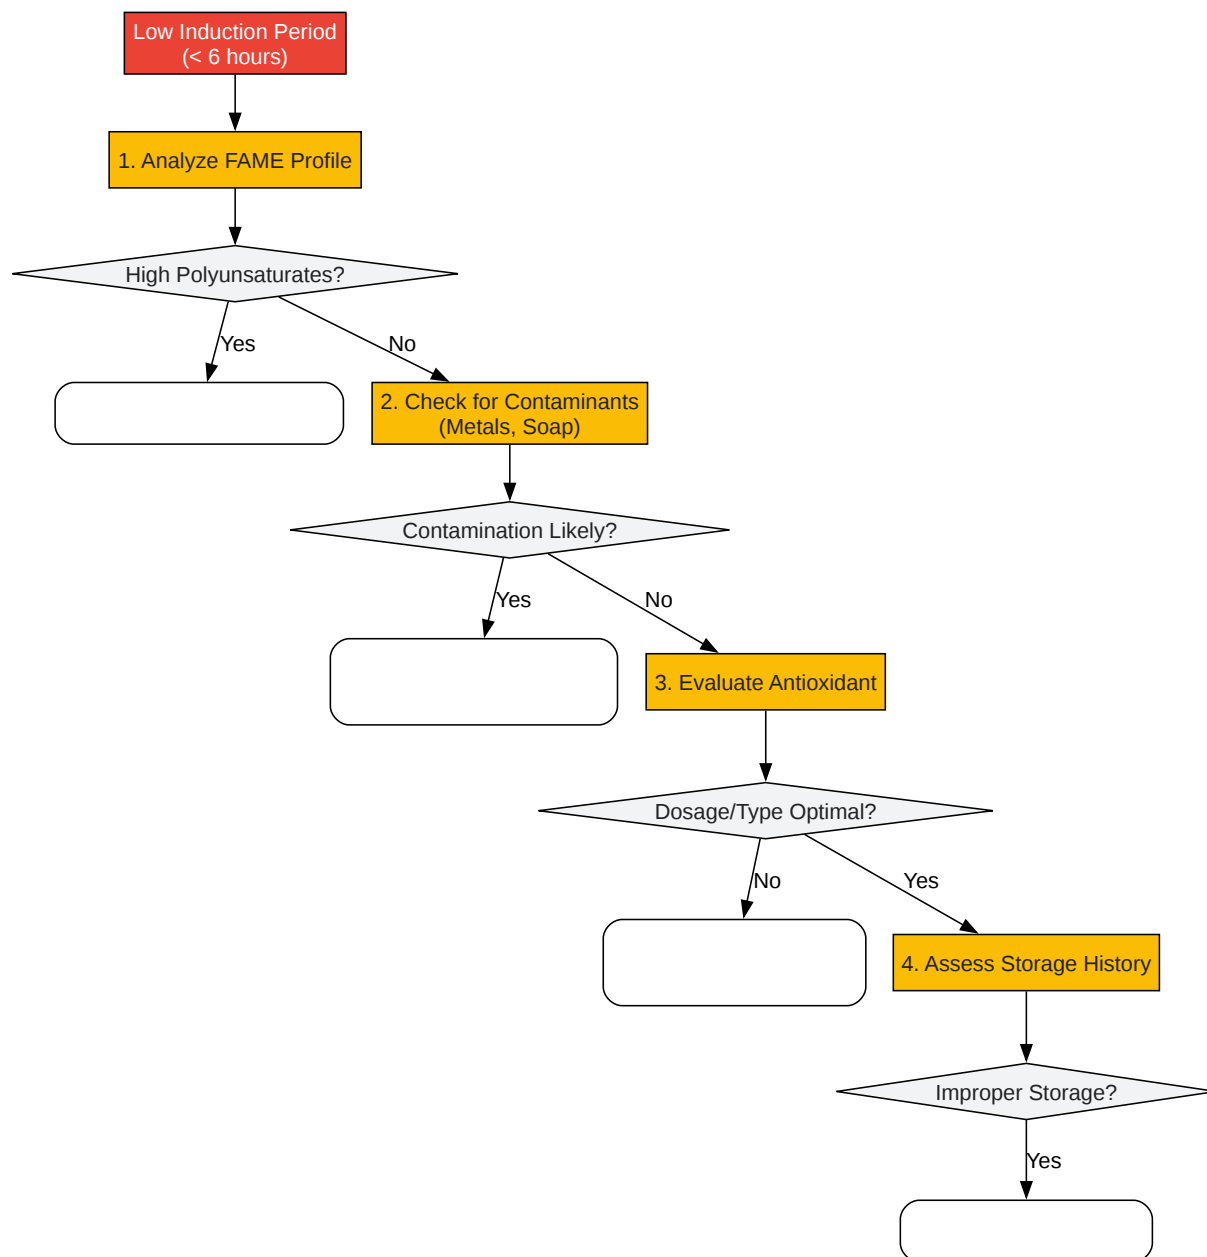 Low Induction Period
(< 6 hours)
1. Analyze FAME Profile
High Polyunsaturates?
Yes
No
2. Check for Contaminants
(Metals, Soap)
Contamination Likely?
Yes
No
3. Evaluate Antioxidant
Dosage/Type Optimal?
No
Yes
4. Assess Storage History
Improper Storage?
Yes